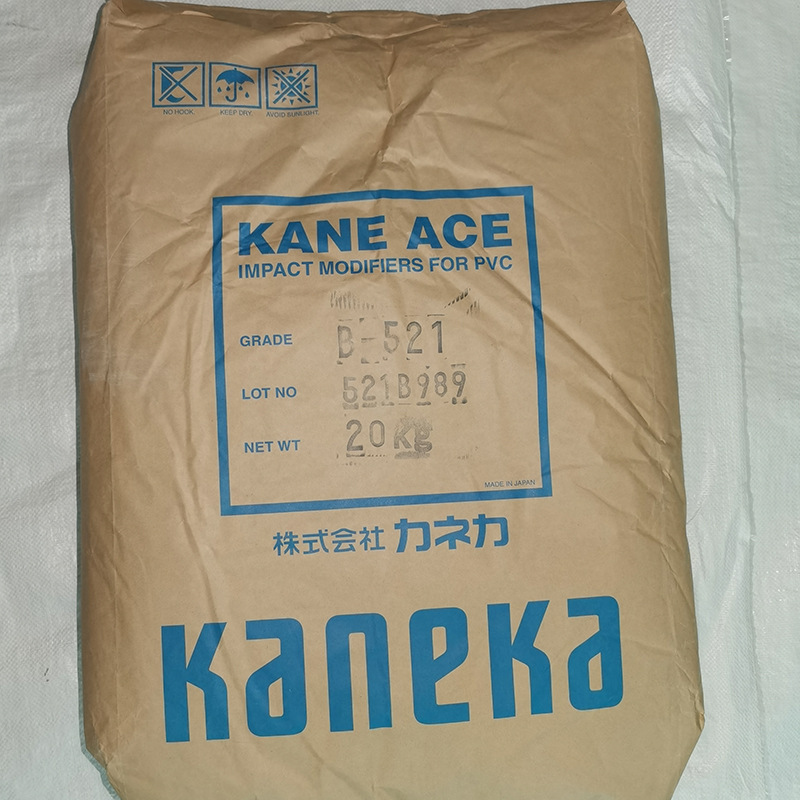 NO HOOK. KEEP DRY. AVOID SUNLIGHT.
KANE ACE
IMPACT MODIFIERS FOR PVC
GRADE B-521
LOT NO 521B989
NET WT 20Kg
MADE IN JAPAN
株式会社 カネカ
kaneka